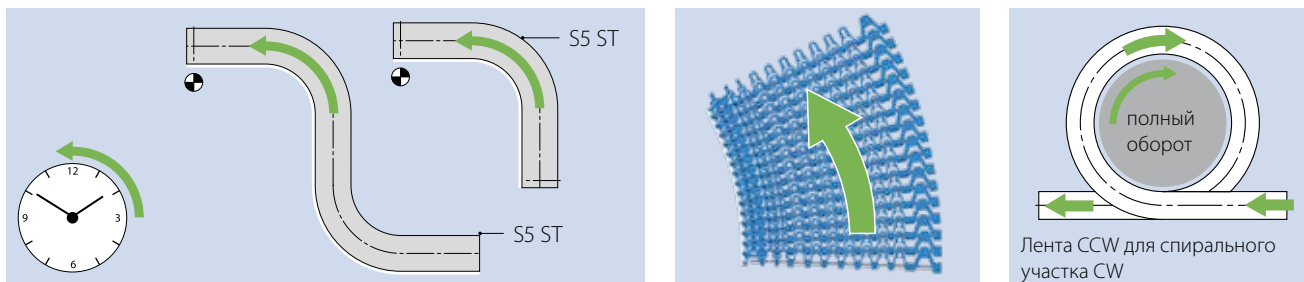 S5 ST
S5 ST
12
9
3
6
полный
оборот
Лента CCW для спирального
участка CW